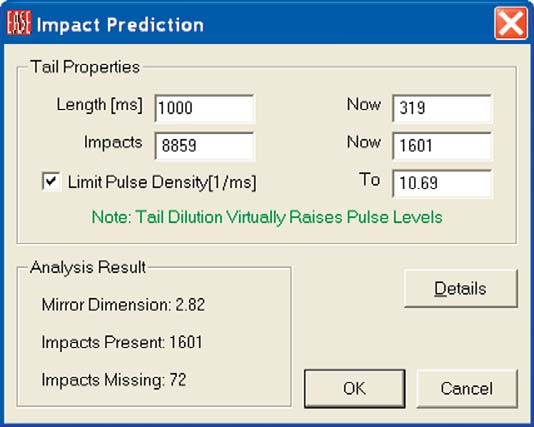 EASE Impact Prediction
Tail Properties
Length [ms] 1000 Now 319
Impacts 8859 Now 1601
Limit Pulse Density[1/ms] To 10.69
Note: Tail Dilution Virtually Raises Pulse Levels
Analysis Result
Mirror Dimension: 2.82
Impacts Present: 1601
Impacts Missing: 72
Details
OK Cancel